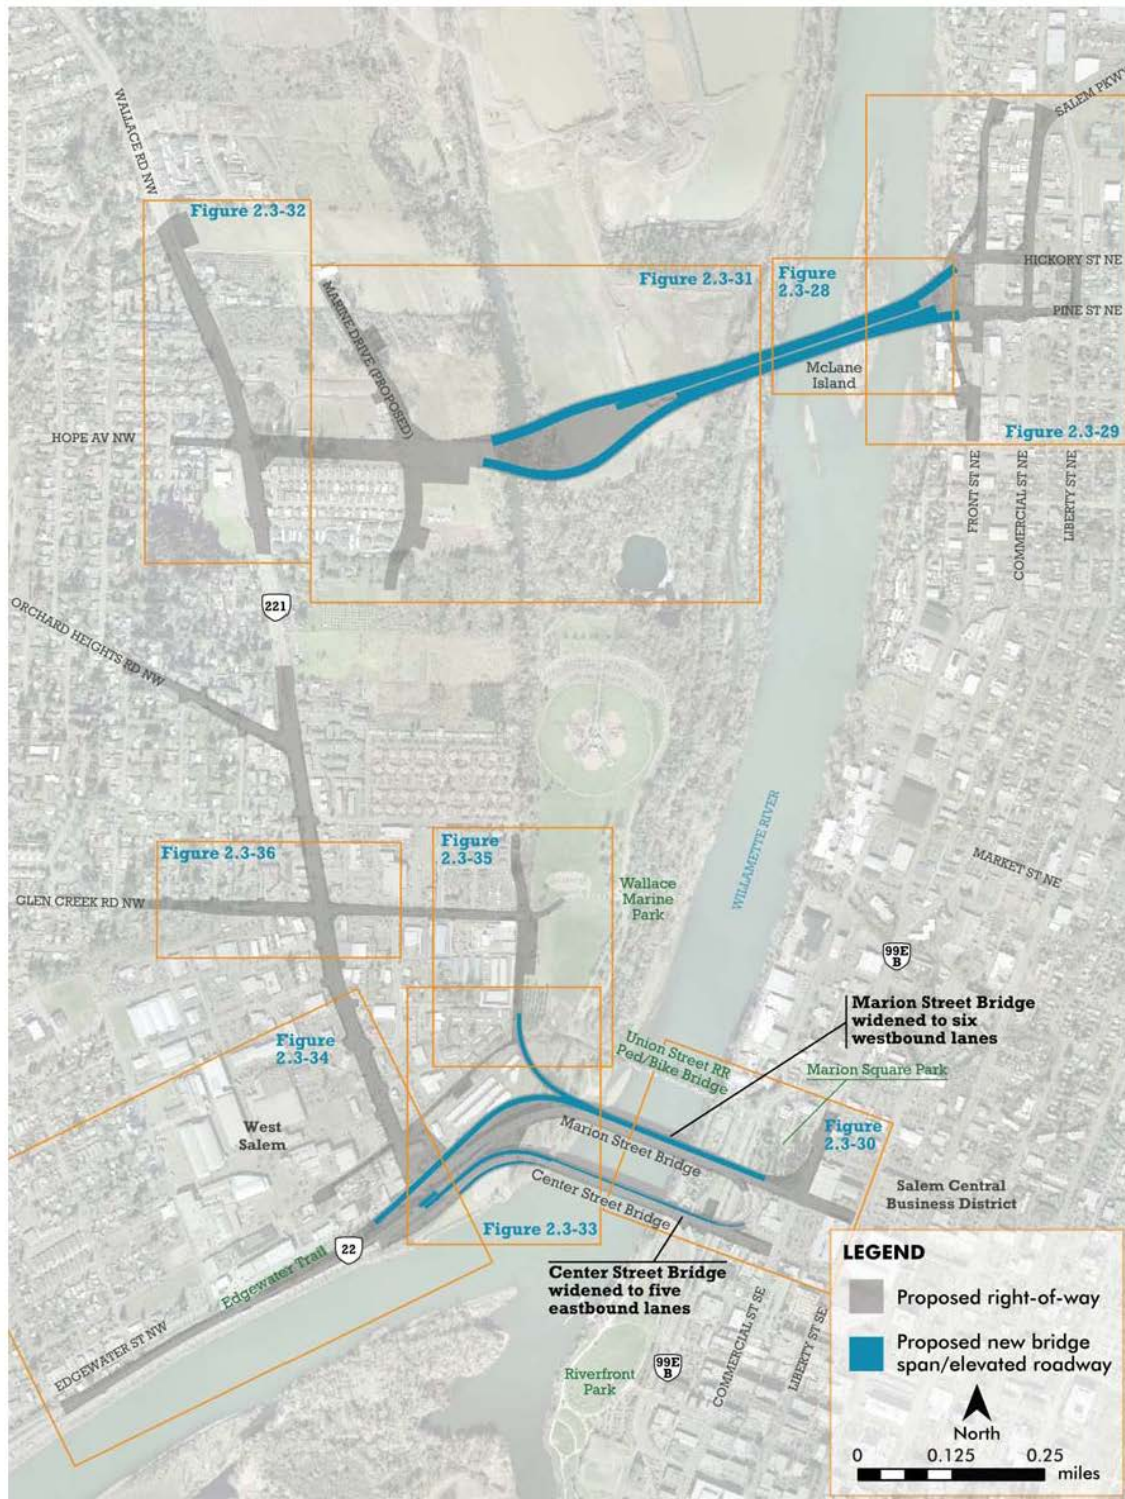 SALEM PKWY
WALLACE RD NW
Figure 2.3-32
Figure 2.3-31
Figure
2.3-28
HICKORY ST NE
MARINE DRIVE (PROPOSED)
PINE ST NE
McLane
Island
HOPE AV NW
Figure 2.3-29
FRONT ST NE
COMMERCIAL ST NE
LIBERTY ST NE
221
ORCHARD HEIGHTS RD NW
WILLAMETTE RIVER
Figure 2.3-36
Figure
2.3-35
MARKET ST NE
GLEN CREEK RD NW
Wallace
Marine
Park
99E
B
Marion Street Bridge
widened to six
westbound lanes
Figure
2.3-34
Union Street RR
Ped/Bike Bridge
Marion Square Park
West
Salem
Marion Street Bridge
Figure
2.3-30
Center Street Bridge
Salem Central
Business District
Figure 2.3-33
22
Edgewater Trail
Center Street Bridge
widened to five
eastbound lanes
EDGEWATER ST NW
COMMERCIAL ST SE
LIBERTY ST SE
99E
B
Riverfront
Park
LEGEND
Proposed right-of-way
Proposed new bridge
span/elevated roadway
North
0 0.125 0.25
miles